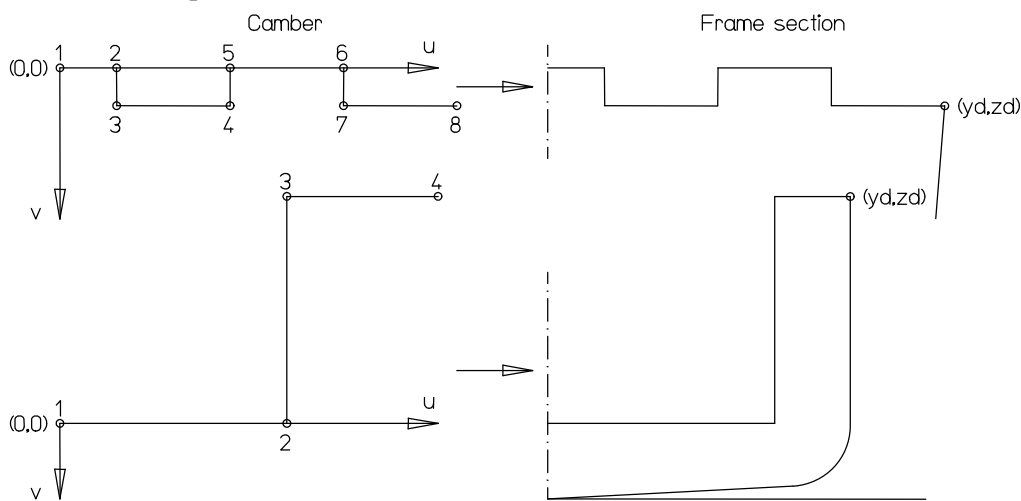 Camber Frame section
1 2 5 6 u
(0,0)
3 4 7 8 (yd,zd)
3 4
v (yd,zd)
1 u
(0,0)
2
v